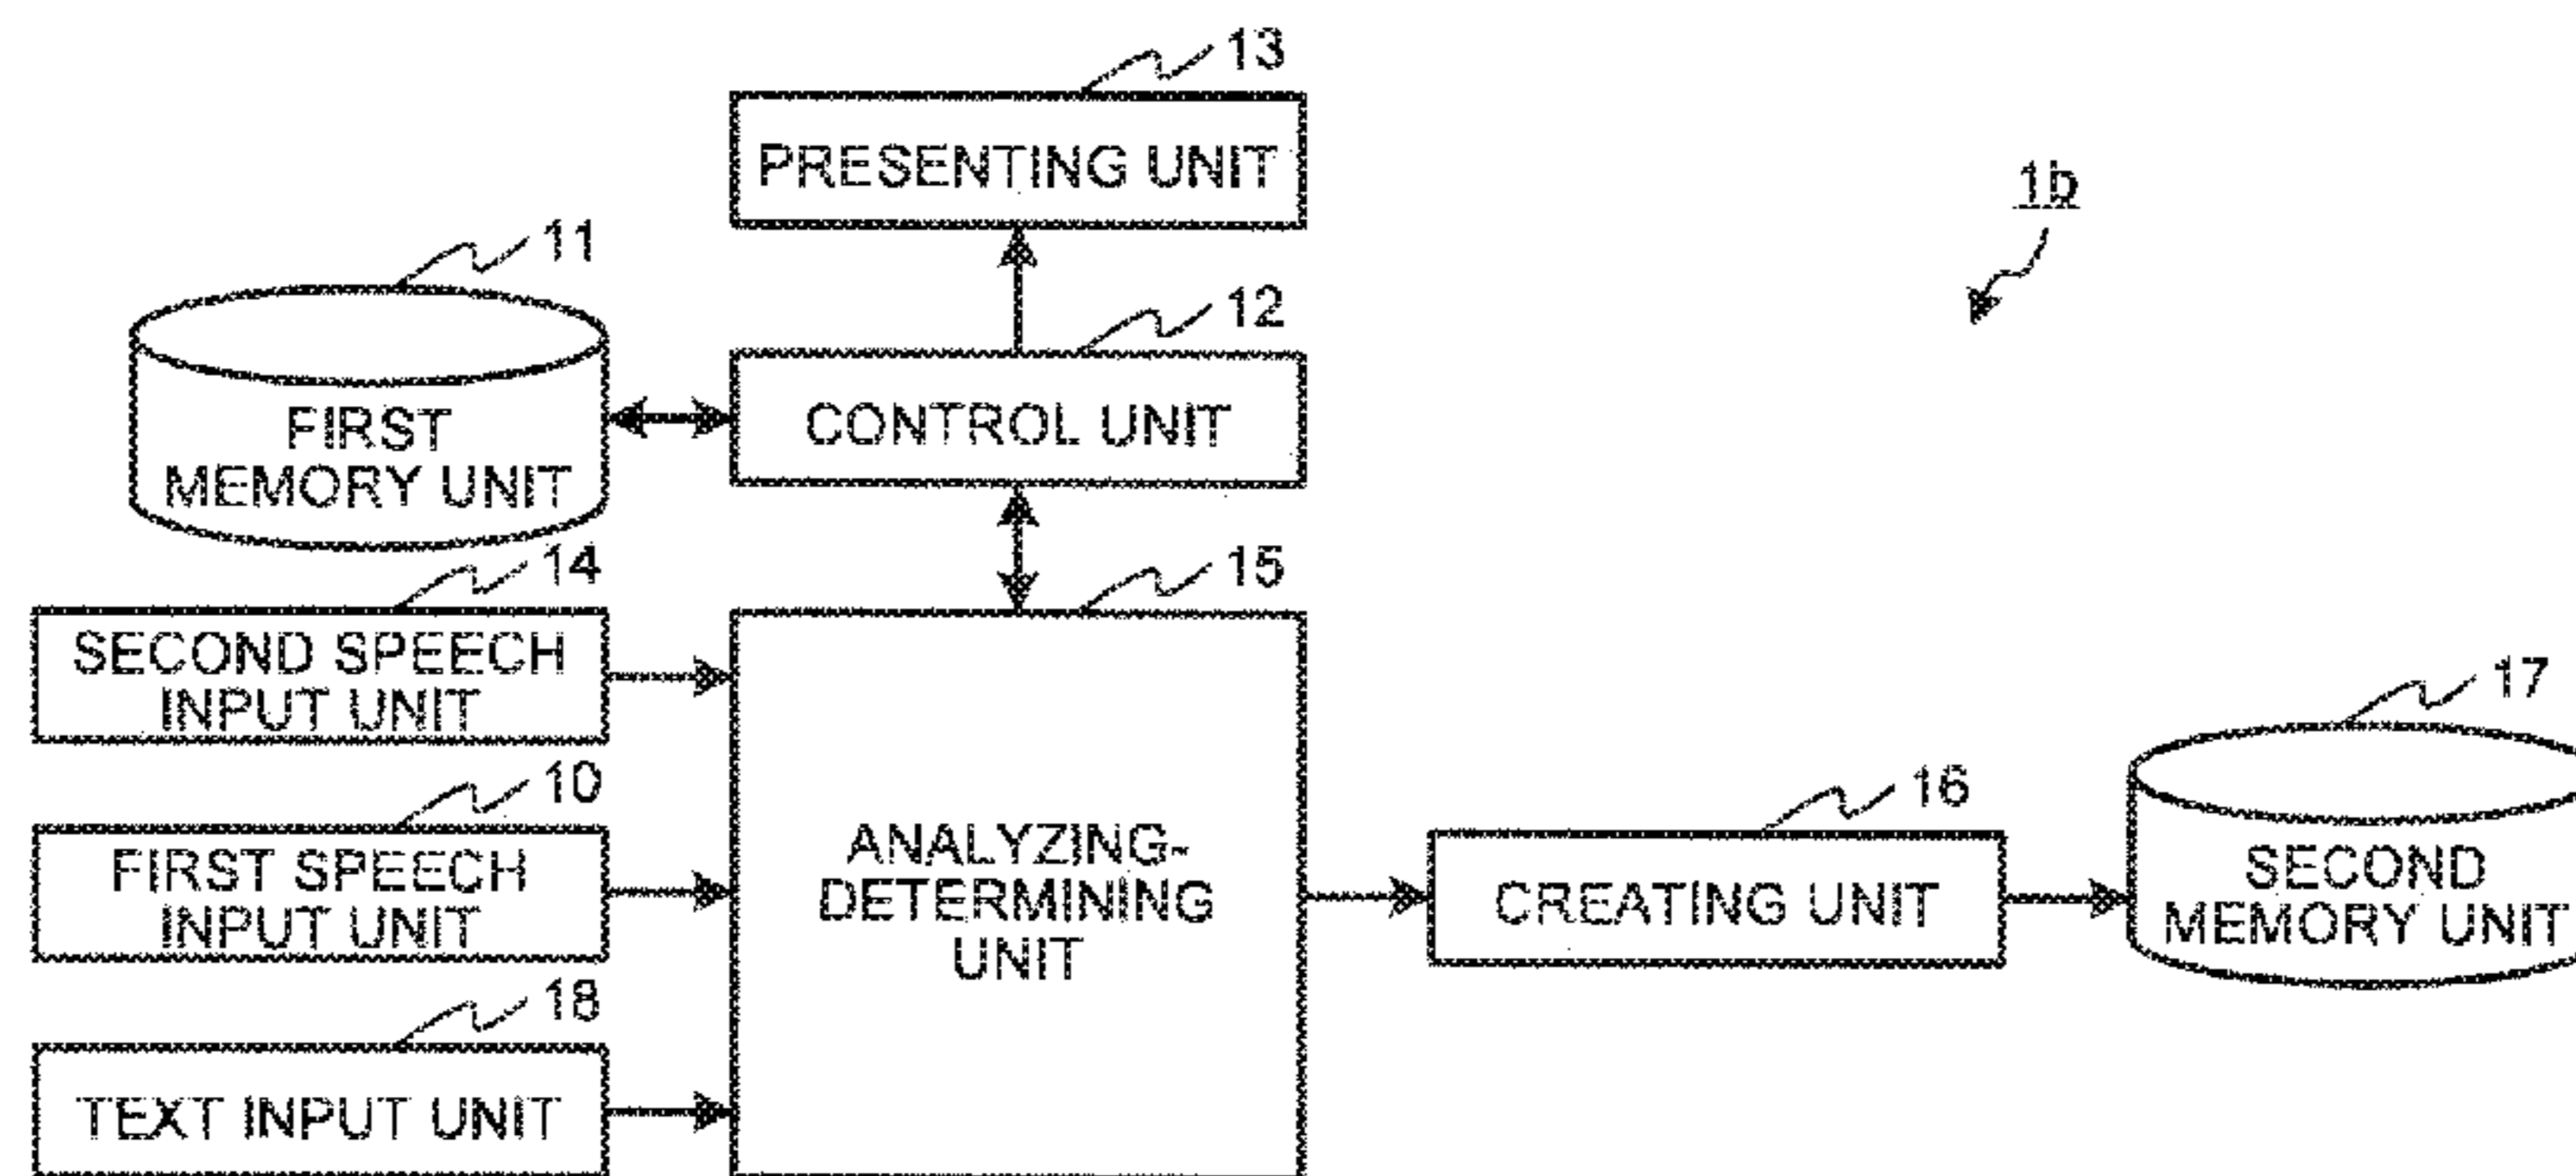 13
PRESENTING UNIT
1b
11
FIRST
MEMORY UNIT
12
CONTROL UNIT
14
SECOND SPEECH
INPUT UNIT
15
ANALYZING-
DETERMINING
UNIT
10
FIRST SPEECH
INPUT UNIT
18
TEXT INPUT UNIT
16
CREATING UNIT
17
SECOND
MEMORY UNIT